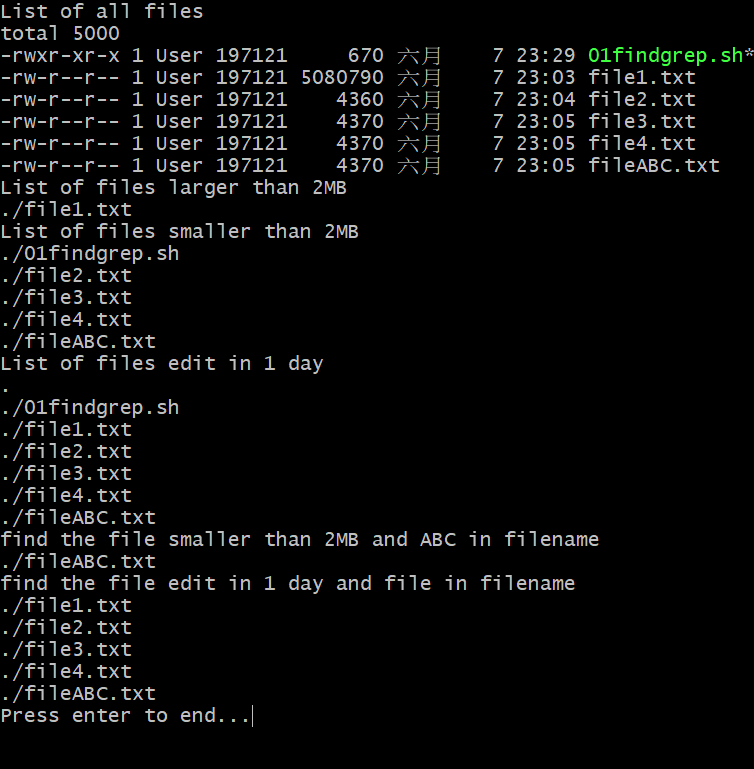 List of all files
total 5000
-rwxr-xr-x 1 User 197121     670 六月    7 23:29 01findgrep.sh*
-rw-r--r-- 1 User 197121 5080790 六月    7 23:03 file1.txt
-rw-r--r-- 1 User 197121    4360 六月    7 23:04 file2.txt
-rw-r--r-- 1 User 197121    4370 六月    7 23:05 file3.txt
-rw-r--r-- 1 User 197121    4370 六月    7 23:05 file4.txt
-rw-r--r-- 1 User 197121    4370 六月    7 23:05 fileABC.txt
List of files larger than 2MB
./file1.txt
List of files smaller than 2MB
./01findgrep.sh
./file2.txt
./file3.txt
./file4.txt
./fileABC.txt
List of files edit in 1 day
.
./01findgrep.sh
./file1.txt
./file2.txt
./file3.txt
./file4.txt
./fileABC.txt
find the file smaller than 2MB and ABC in filename
./fileABC.txt
find the file edit in 1 day and file in filename
./file1.txt
./file2.txt
./file3.txt
./file4.txt
./fileABC.txt
Press enter to end...